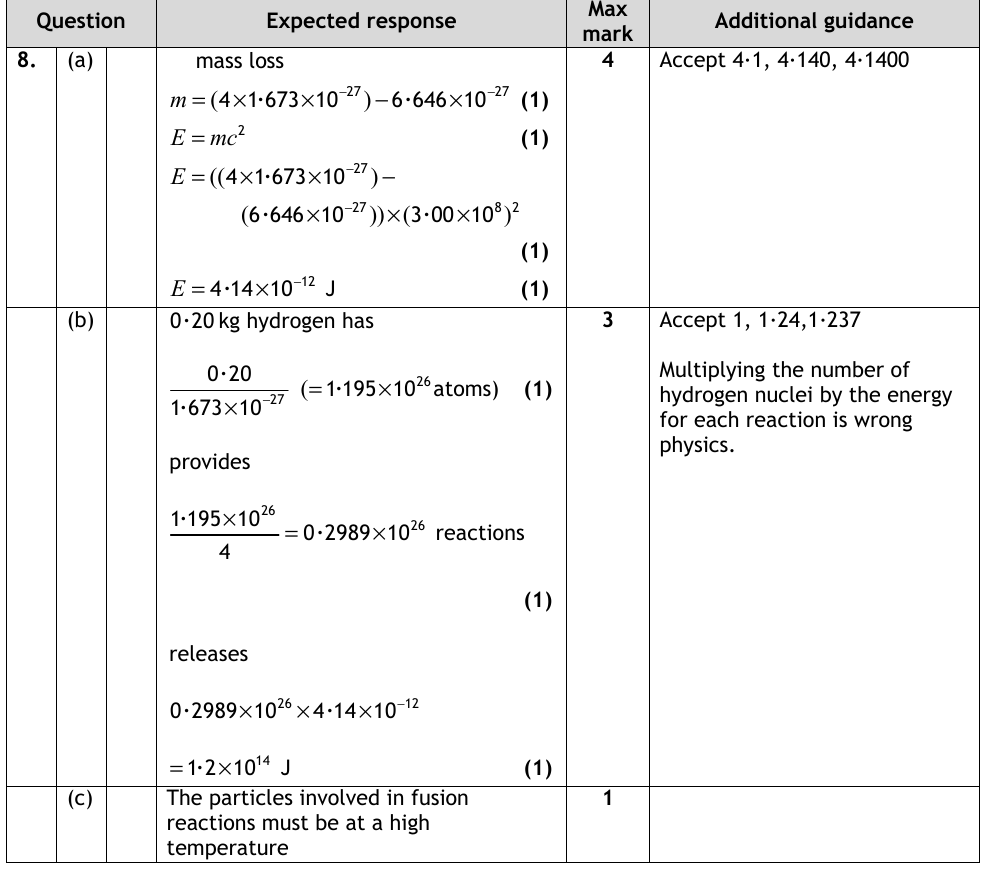 Question Expected response Max mark Additional guidance
8. (a) mass loss 4 Accept 4·1, 4·140, 4·1400
m = (4×1·673×10⁻²⁷) − 6·646×10⁻²⁷ (1)
E = mc² (1)
E = ((4×1·673×10⁻²⁷) −
(6·646×10⁻²⁷))×(3·00×10⁸)²
(1)
E = 4·14×10⁻¹² J (1)
(b) 0·20 kg hydrogen has 3 Accept 1, 1·24,1·237
0·20
1·673×10⁻²⁷
(= 1·195×10²⁶ atoms) (1)
Multiplying the number of
hydrogen nuclei by the energy
for each reaction is wrong
physics.
provides
1·195×10²⁶
4
= 0·2989×10²⁶ reactions
(1)
releases
0·2989×10²⁶ × 4·14×10⁻¹²
= 1·2×10¹⁴ J (1)
(c) The particles involved in fusion 1
reactions must be at a high
temperature